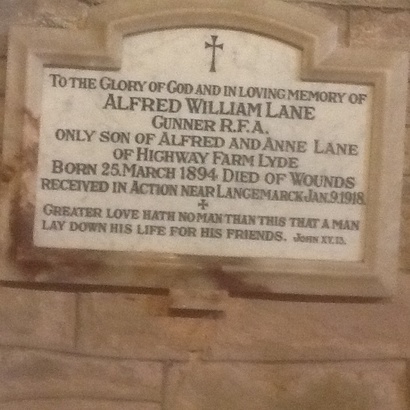 TO THE GLORY OF GOD AND IN LOVING MEMORY OF
ALFRED WILLIAM LANE
GUNNER R.F.A.
ONLY SON OF ALFRED AND ANNE LANE
OF HIGHWAY FARM LYDE
BORN 25. MARCH 1894 DIED OF WOUNDS
RECEIVED IN ACTION NEAR LANGEMARCK JAN. 9. 1918.
GREATER LOVE HATH NO MAN THAN THIS THAT A MAN
LAY DOWN HIS LIFE FOR HIS FRIENDS. JOHN XV. 13.